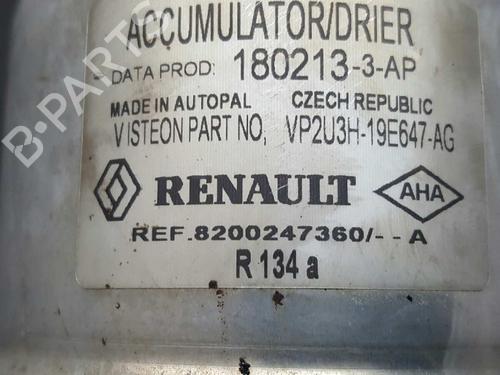 ACCUMULATOR/DRIER
- DATA PROD: 180213-3-AP
MADE IN AUTOPAL CZECH REPUBLIC
VISTEON PART NO, VP2U3H-19E647-AG
RENAULT AHA
REF.8200247360/--A
R 134 a
B-PARTS